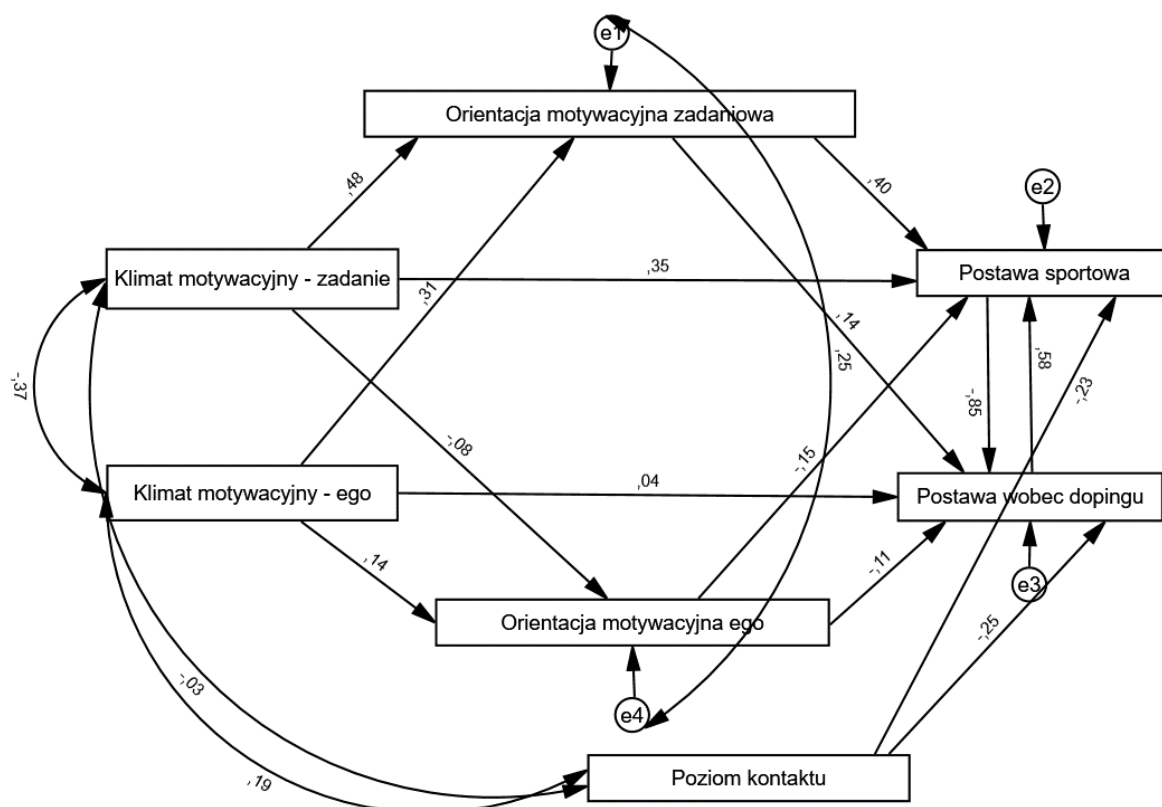 e1
Orientacja motywacyjna zadaniowa
,48
,40
e2
Klimat motywacyjny - zadanie
,35
Postawa sportowa
,31
,14
,25
-,37
,58
-,85
-,23
-,08
-,15
Klimat motywacyjny - ego
,04
Postawa wobec dopingu
,14
-,11
e3
Orientacja motywacyjna ego
-,25
-,03
e4
,19
Poziom kontaktu